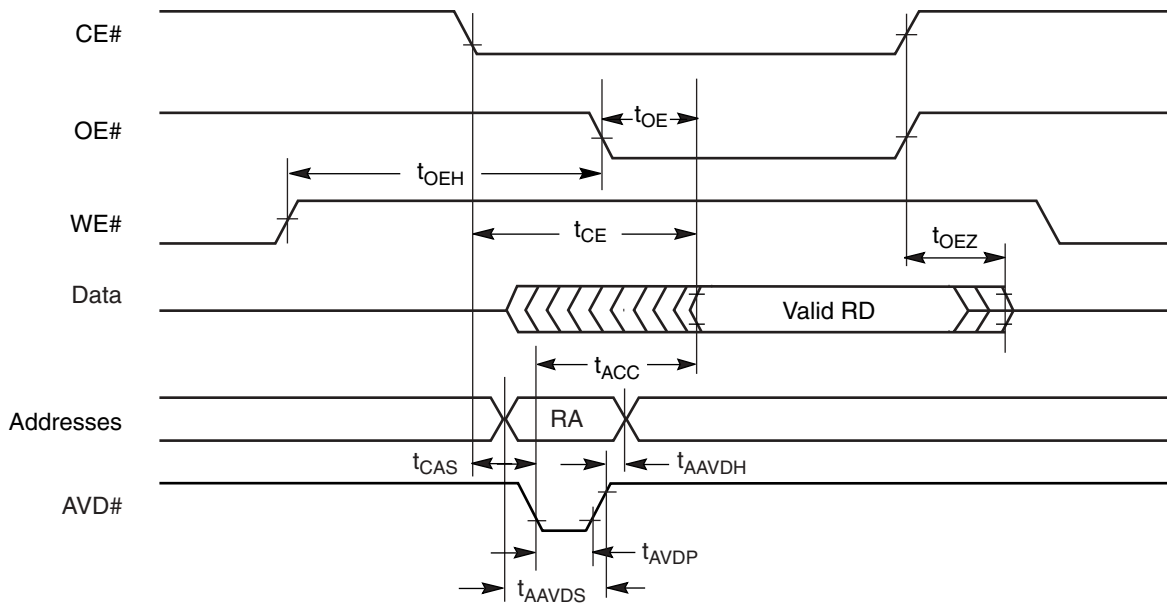 CE#
OE#
tOE
tOEH
WE#
tCE
tOEZ
Data
Valid RD
tACC
Addresses
RA
tCAS
tAAVDH
AVD#
tAVDP
tAAVDS